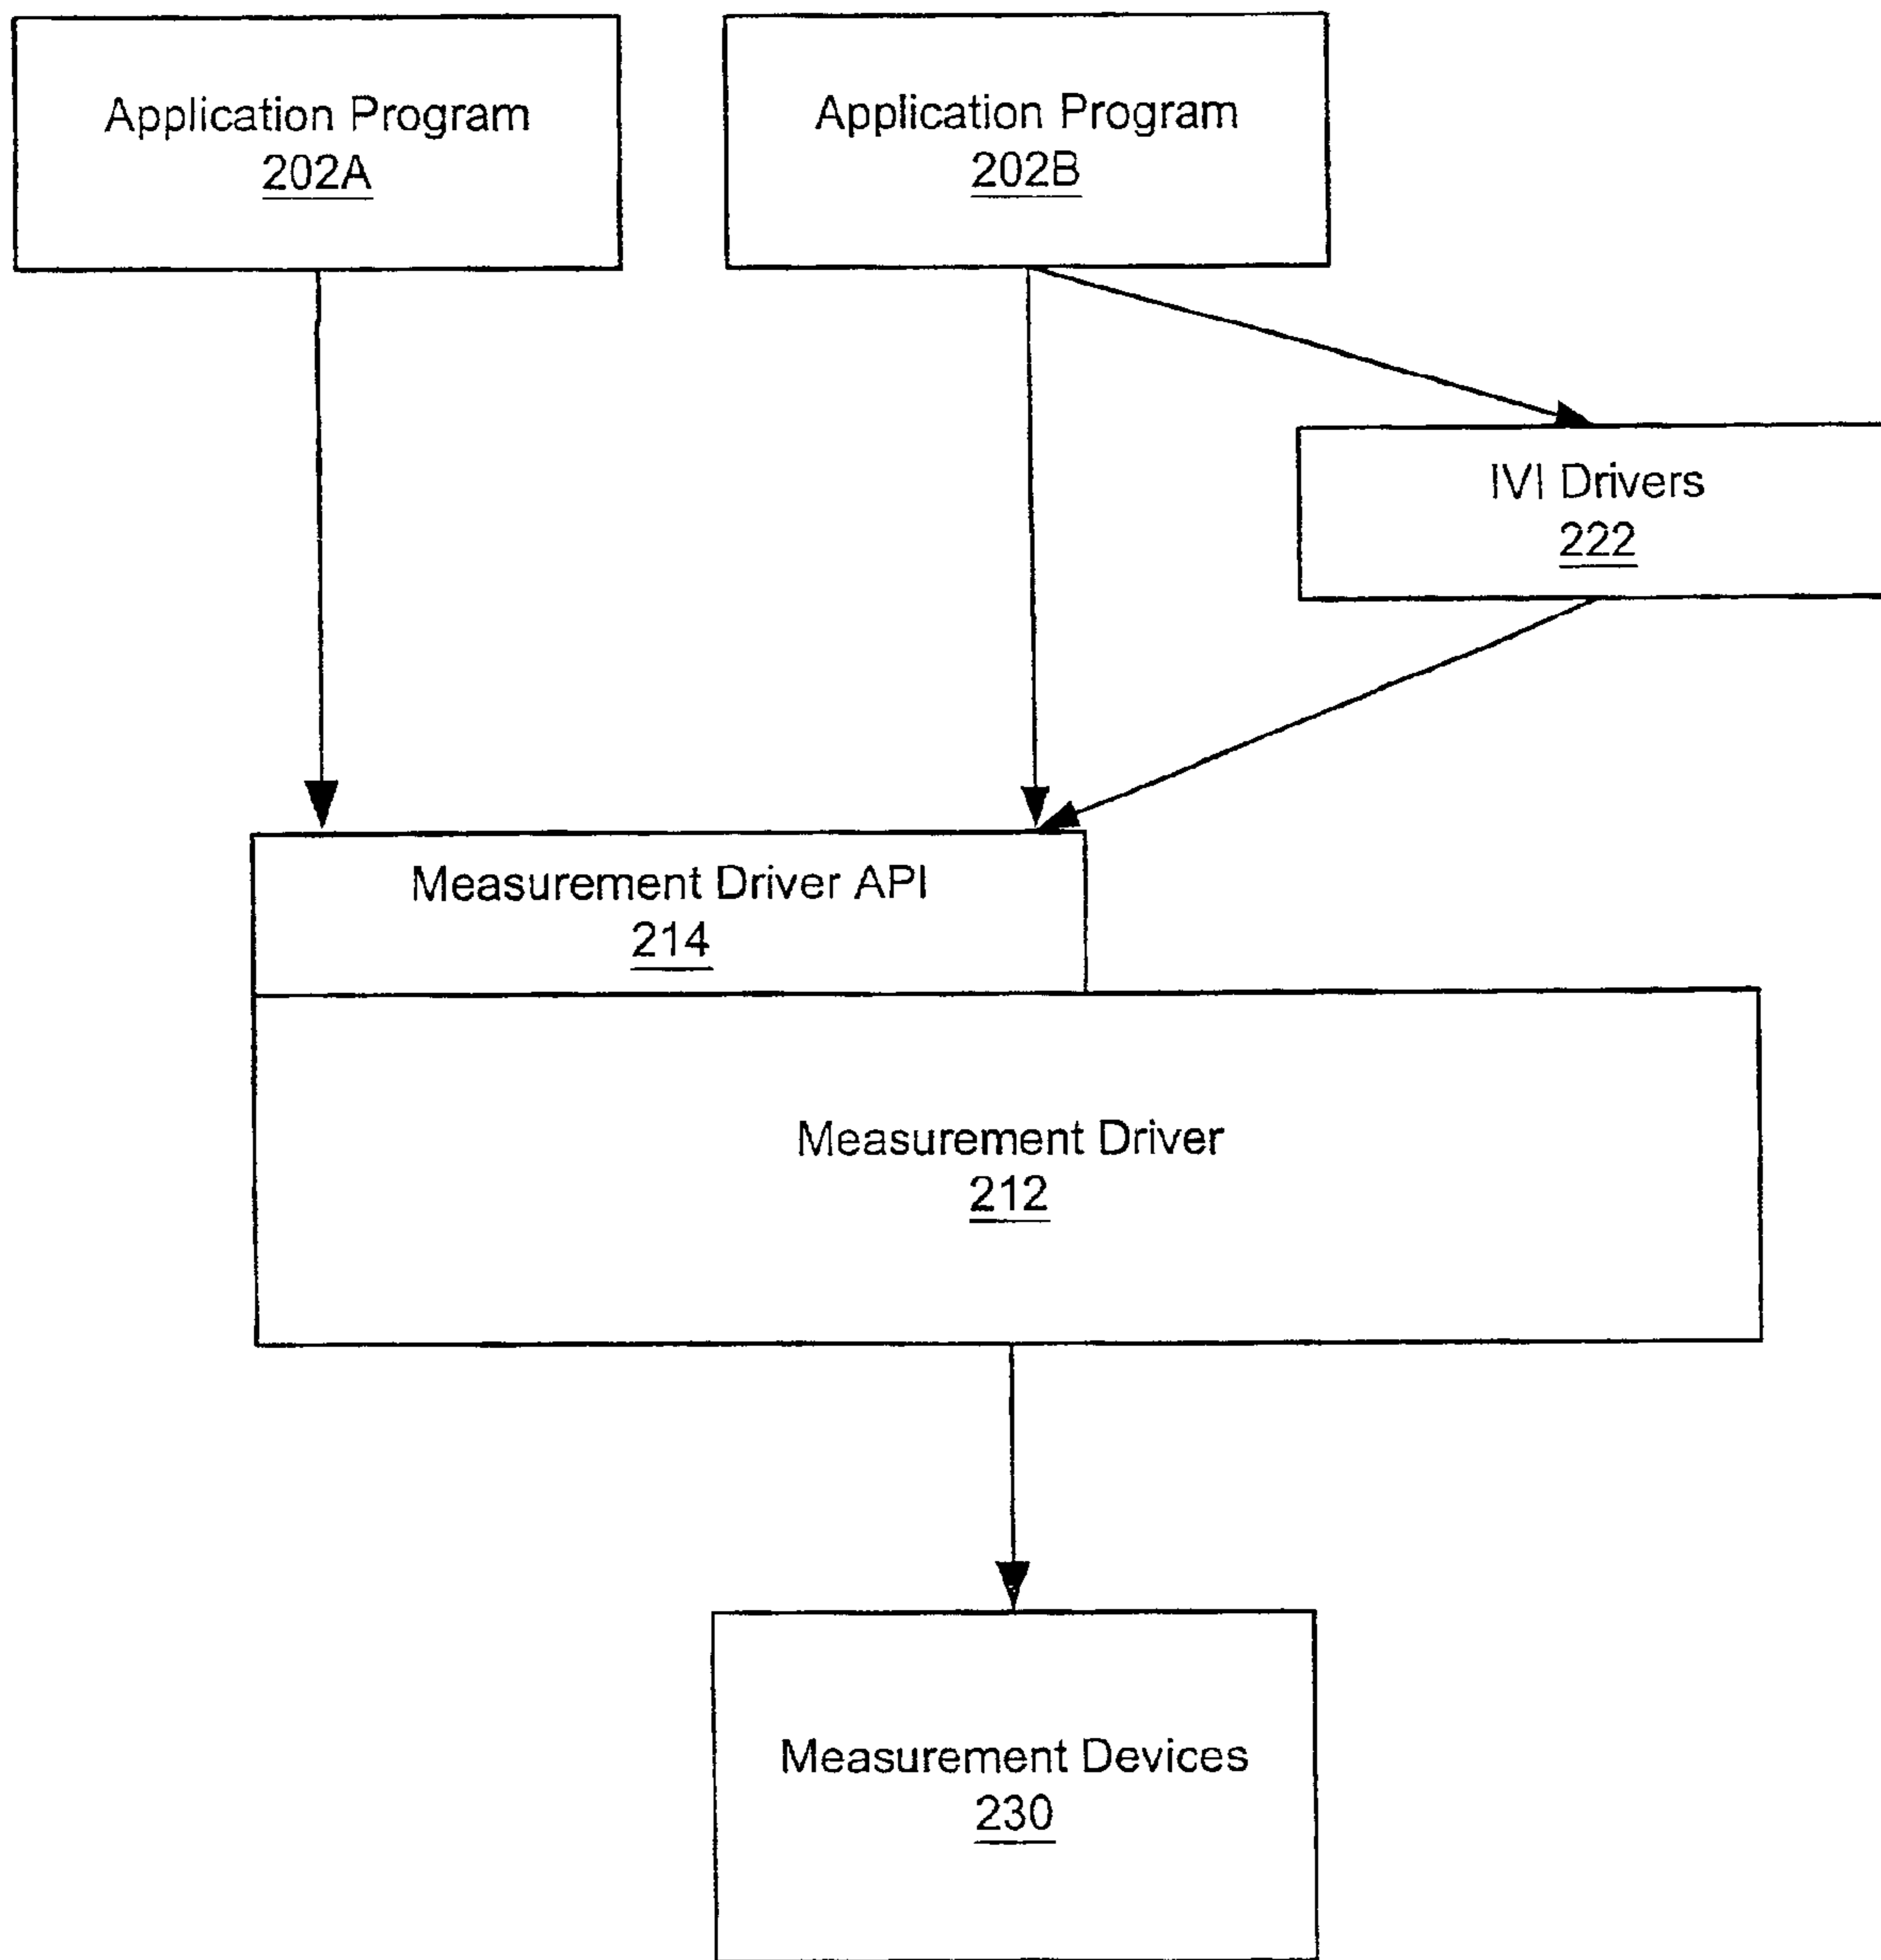 Application Program
202A
Application Program
202B
IVI Drivers
222
Measurement Driver API
214
Measurement Driver
212
Measurement Devices
230